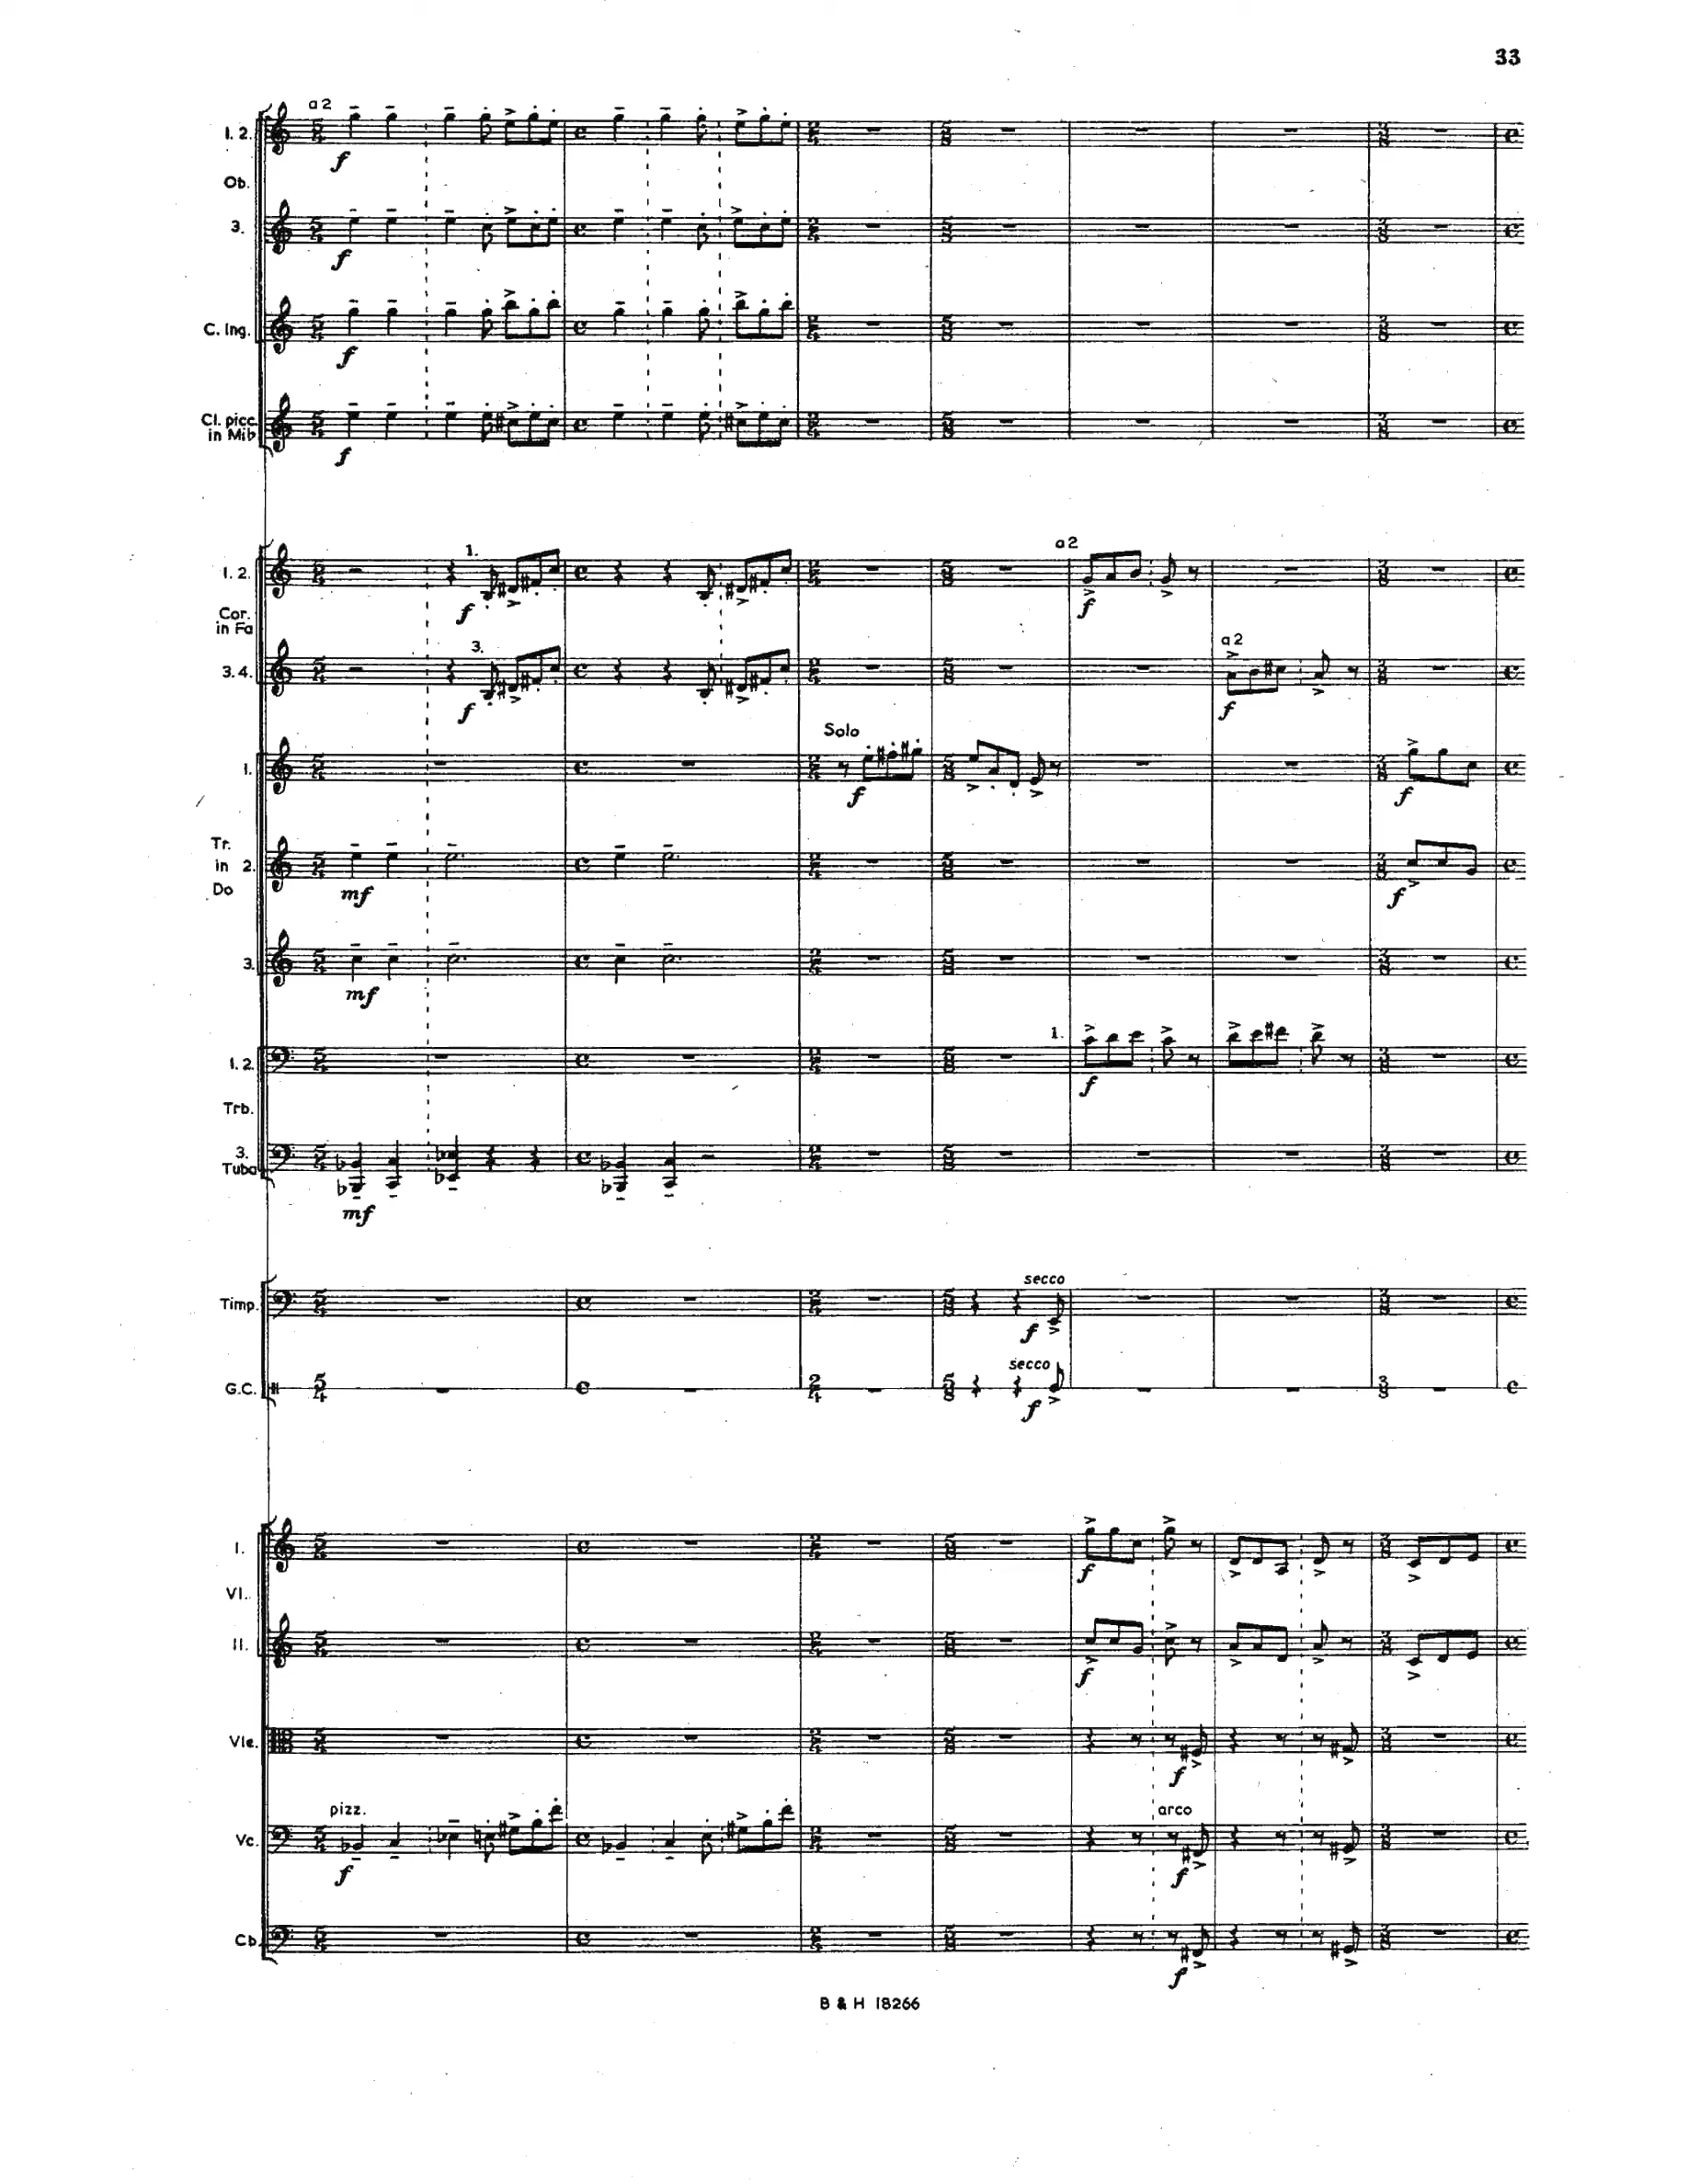 33
a 2
I. 2.
f
Ob.
3.
f
C. Ing.
f
Cl. picc.
in Mib
f
1.
a 2
I. 2.
f
f
Cor.
in Fa
3.
a 2
3. 4.
f
f
Solo
I.
f
f
Tr.
in 2.
Do
mf
f
3.
mf
1.
I. 2.
f
Trb.
3.
Tuba
mf
secco
Timp.
f
secco
G.C.
f
I.
f
Vl.
II.
f
Vle.
f
pizz.
arco
Vc.
f
f
Cb.
f
B & H 18266